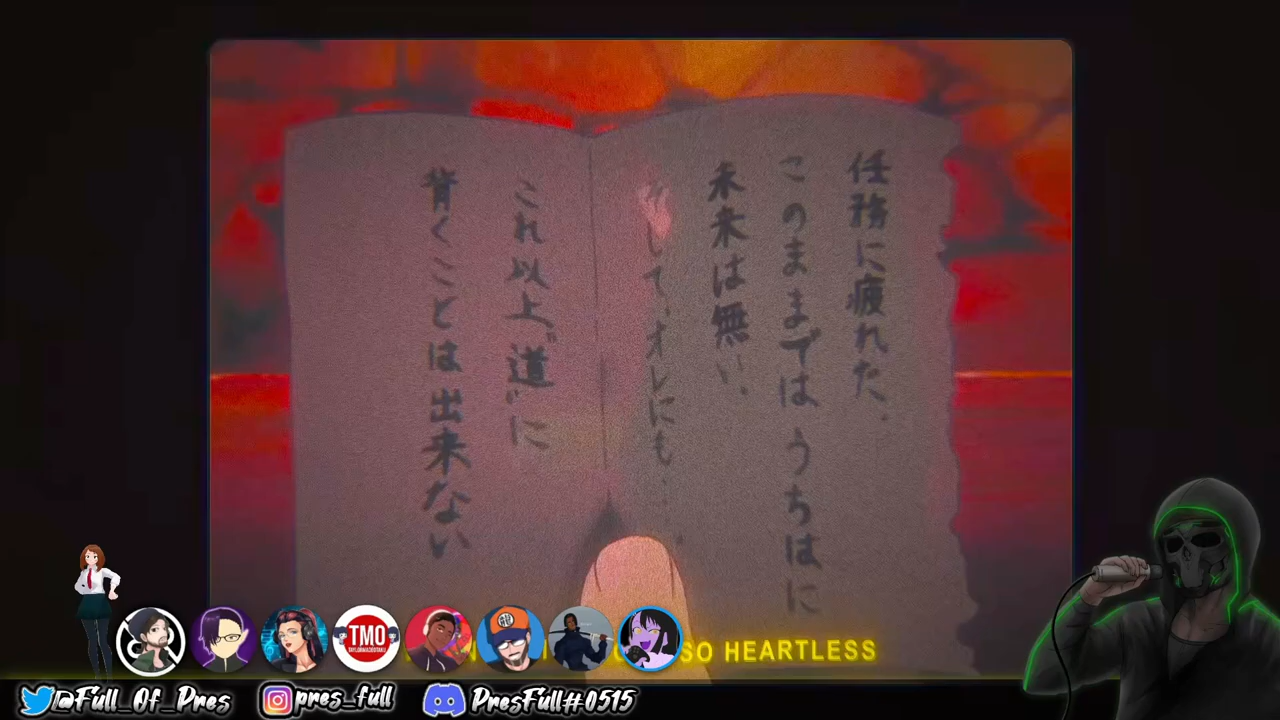 任務に疲れた、
このままではうちはに
未来は無い、
そして、オレにも…
これ以上〝道〟に
背くことは出来ない
SO HEARTLESS
TMO
@Full_Of_Pres
pres_full
PresFull#0515